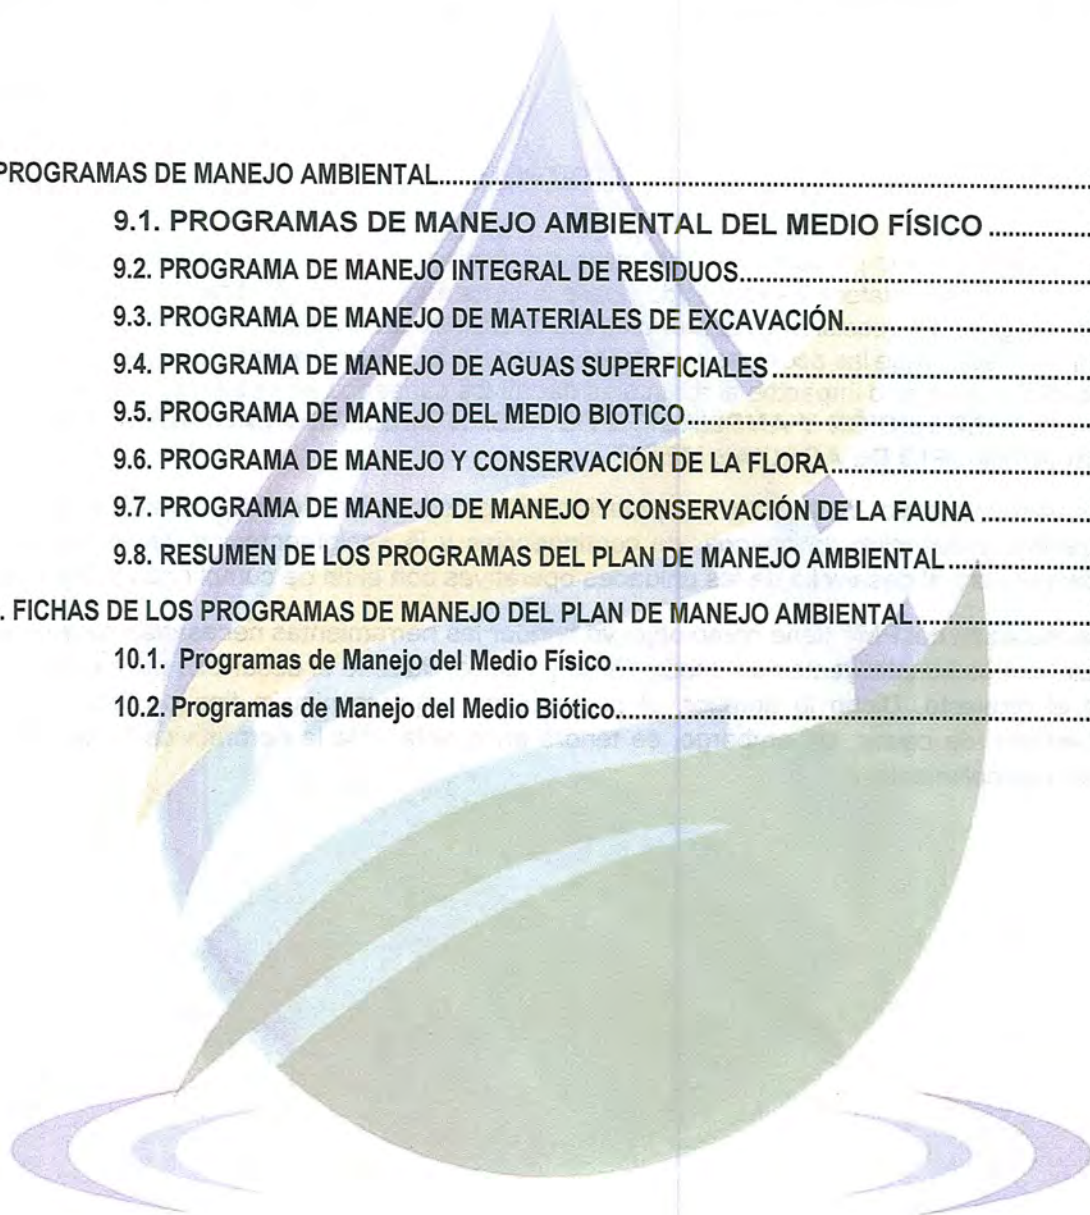 PROGRAMAS DE MANEJO AMBIENTAL
9.1. PROGRAMAS DE MANEJO AMBIENTAL DEL MEDIO FÍSICO
9.2. PROGRAMA DE MANEJO INTEGRAL DE RESIDUOS
9.3. PROGRAMA DE MANEJO DE MATERIALES DE EXCAVACIÓN
9.4. PROGRAMA DE MANEJO DE AGUAS SUPERFICIALES
9.5. PROGRAMA DE MANEJO DEL MEDIO BIOTICO
9.6. PROGRAMA DE MANEJO Y CONSERVACIÓN DE LA FLORA
9.7. PROGRAMA DE MANEJO DE MANEJO Y CONSERVACIÓN DE LA FAUNA
9.8. RESUMEN DE LOS PROGRAMAS DEL PLAN DE MANEJO AMBIENTAL
. FICHAS DE LOS PROGRAMAS DE MANEJO DEL PLAN DE MANEJO AMBIENTAL
10.1. Programas de Manejo del Medio Físico
10.2. Programas de Manejo del Medio Biótico